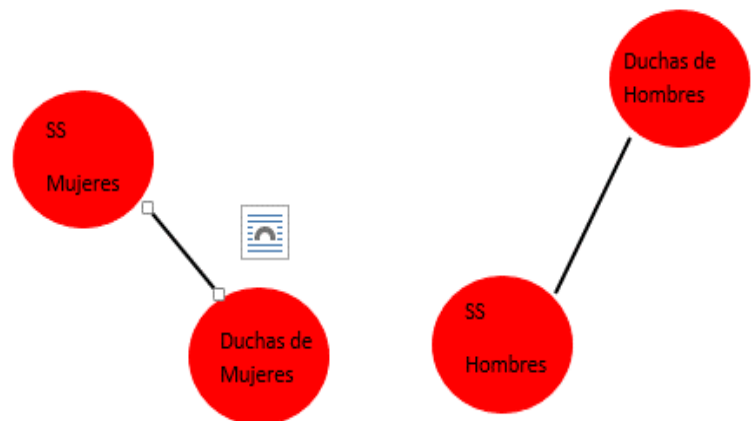 SS
Mujeres
Duchas de
Mujeres
Duchas de
Hombres
SS
Hombres